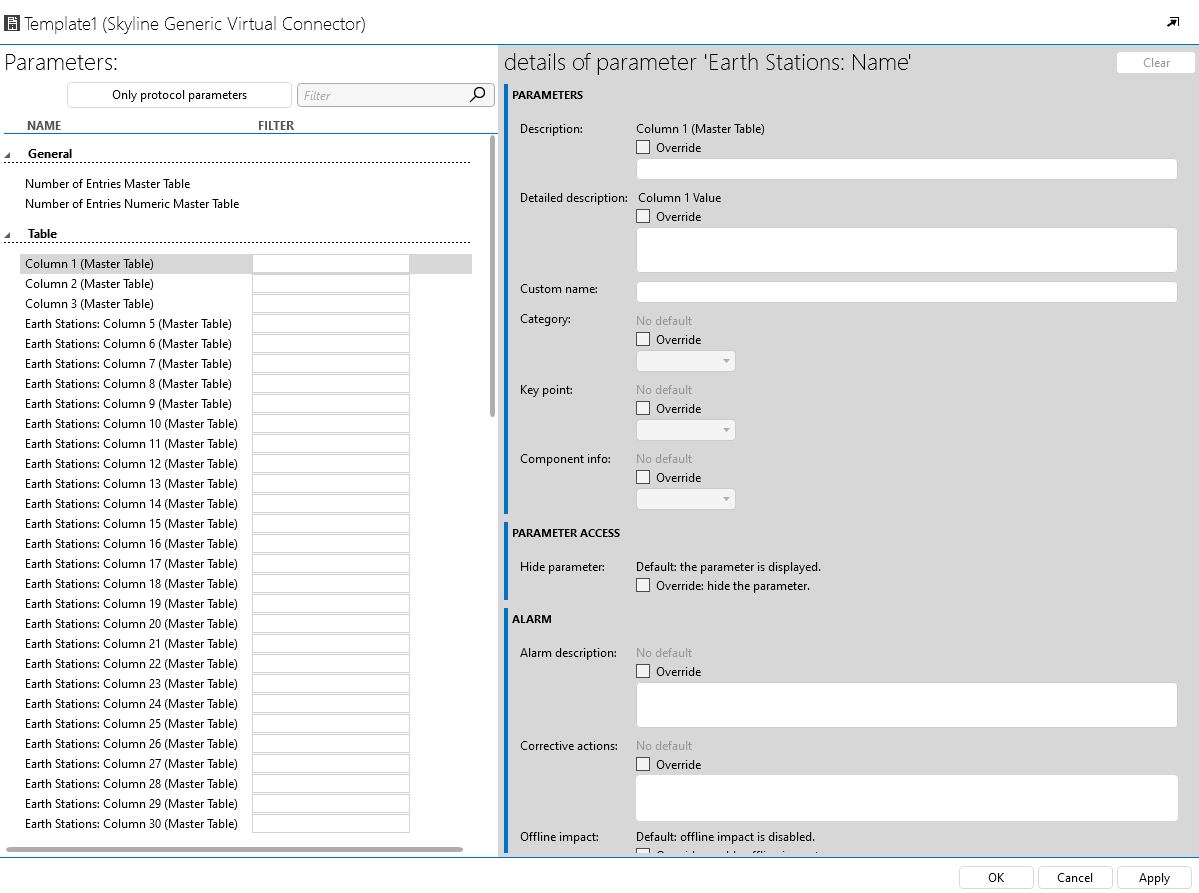 Template1 (Skyline Generic Virtual Connector)
Parameters:
Only protocol parameters
Filter
NAME FILTER
General
Number of Entries Master Table
Number of Entries Numeric Master Table
Table
Column 1 (Master Table)
Column 2 (Master Table)
Column 3 (Master Table)
Earth Stations: Column 5 (Master Table)
Earth Stations: Column 6 (Master Table)
Earth Stations: Column 7 (Master Table)
Earth Stations: Column 8 (Master Table)
Earth Stations: Column 9 (Master Table)
Earth Stations: Column 10 (Master Table)
Earth Stations: Column 11 (Master Table)
Earth Stations: Column 12 (Master Table)
Earth Stations: Column 13 (Master Table)
Earth Stations: Column 14 (Master Table)
Earth Stations: Column 15 (Master Table)
Earth Stations: Column 16 (Master Table)
Earth Stations: Column 17 (Master Table)
Earth Stations: Column 18 (Master Table)
Earth Stations: Column 19 (Master Table)
Earth Stations: Column 20 (Master Table)
Earth Stations: Column 21 (Master Table)
Earth Stations: Column 22 (Master Table)
Earth Stations: Column 23 (Master Table)
Earth Stations: Column 24 (Master Table)
Earth Stations: Column 25 (Master Table)
Earth Stations: Column 26 (Master Table)
Earth Stations: Column 27 (Master Table)
Earth Stations: Column 28 (Master Table)
Earth Stations: Column 29 (Master Table)
Earth Stations: Column 30 (Master Table)
details of parameter 'Earth Stations: Name'
Clear
PARAMETERS
Description: Column 1 (Master Table)
Override
Detailed description: Column 1 Value
Override
Custom name:
Category: No default
Override
Key point: No default
Override
Component info: No default
Override
PARAMETER ACCESS
Hide parameter: Default: the parameter is displayed.
Override: hide the parameter.
ALARM
Alarm description: No default
Override
Corrective actions: No default
Override
Offline impact: Default: offline impact is disabled.
OK
Cancel
Apply